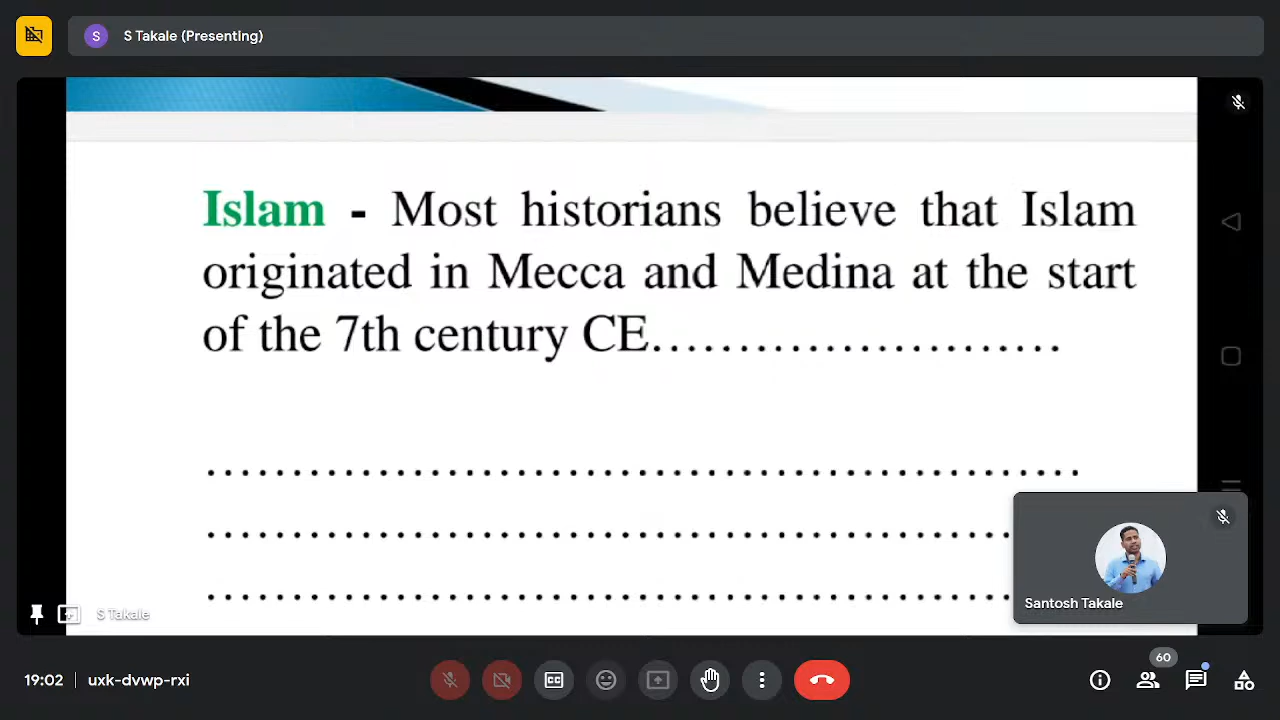 S
S Takale (Presenting)
Islam - Most historians believe that Islam
originated in Mecca and Medina at the start
of the 7th century CE........................
...................................................
...............................................
...............................................
Santosh Takale
S Takale
19:02 | uxk-dvwp-rxi
CC
60